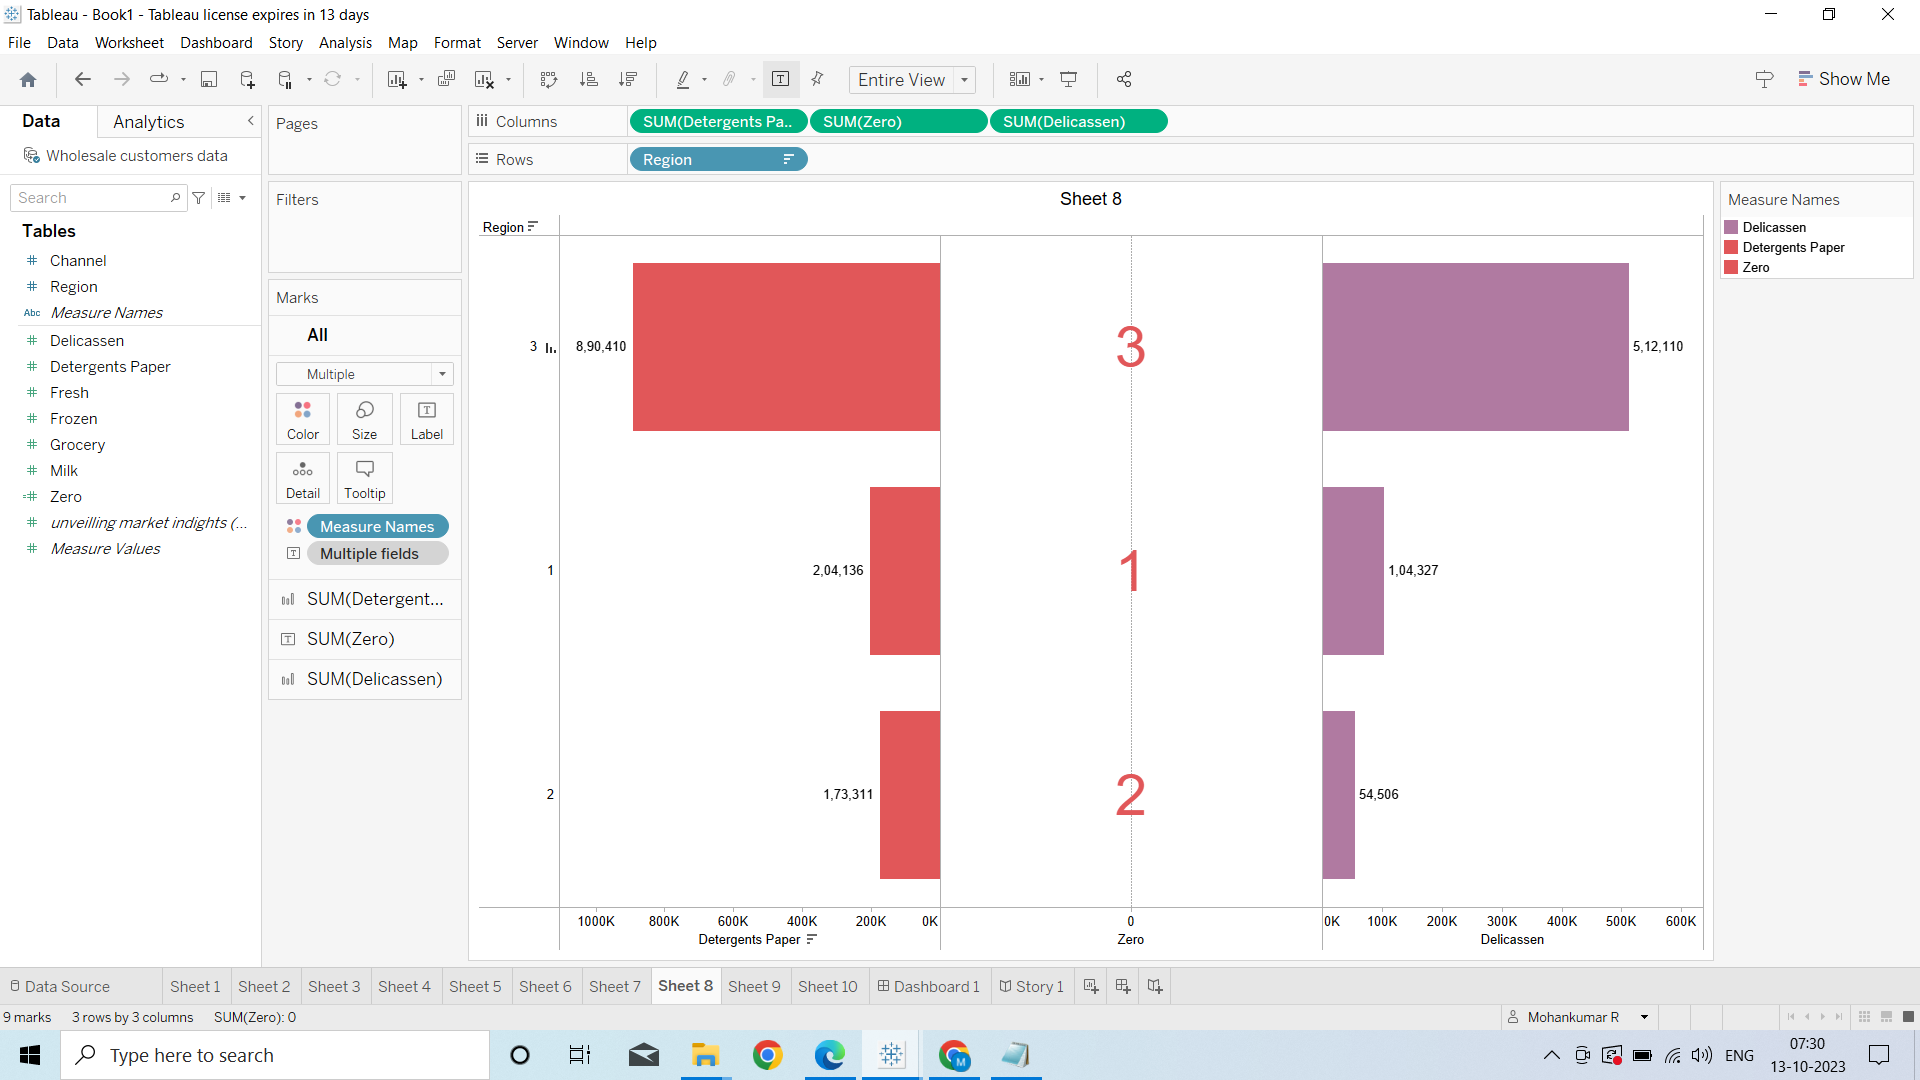 Tableau - Book1 - Tableau license expires in 13 days
File Data Worksheet Dashboard Story Analysis Map Format Server Window Help
Entire View
Show Me
Data Analytics
Wholesale customers data
Search
Tables
Channel
Region
Abc Measure Names
Delicassen
Detergents Paper
Fresh
Frozen
Grocery
Milk
Zero
unveilling market indights (...
Measure Values
Pages
Filters
Marks
All
Multiple
Color Size Label
Detail Tooltip
Measure Names
Multiple fields
SUM(Detergent...
SUM(Zero)
SUM(Delicassen)
Columns SUM(Detergents Pa.. SUM(Zero) SUM(Delicassen)
Rows Region
Sheet 8
Region
3 8,90,410 3 5,12,110
1 2,04,136 1 1,04,327
2 1,73,311 2 54,506
1000K 800K 600K 400K 200K 0K 0 0K 100K 200K 300K 400K 500K 600K
Detergents Paper Zero Delicassen
Measure Names
Delicassen
Detergents Paper
Zero
Data Source Sheet 1 Sheet 2 Sheet 3 Sheet 4 Sheet 5 Sheet 6 Sheet 7 Sheet 8 Sheet 9 Sheet 10 Dashboard 1 Story 1
9 marks 3 rows by 3 columns SUM(Zero): 0 Mohankumar R
Type here to search
M
ENG
07:30
13-10-2023